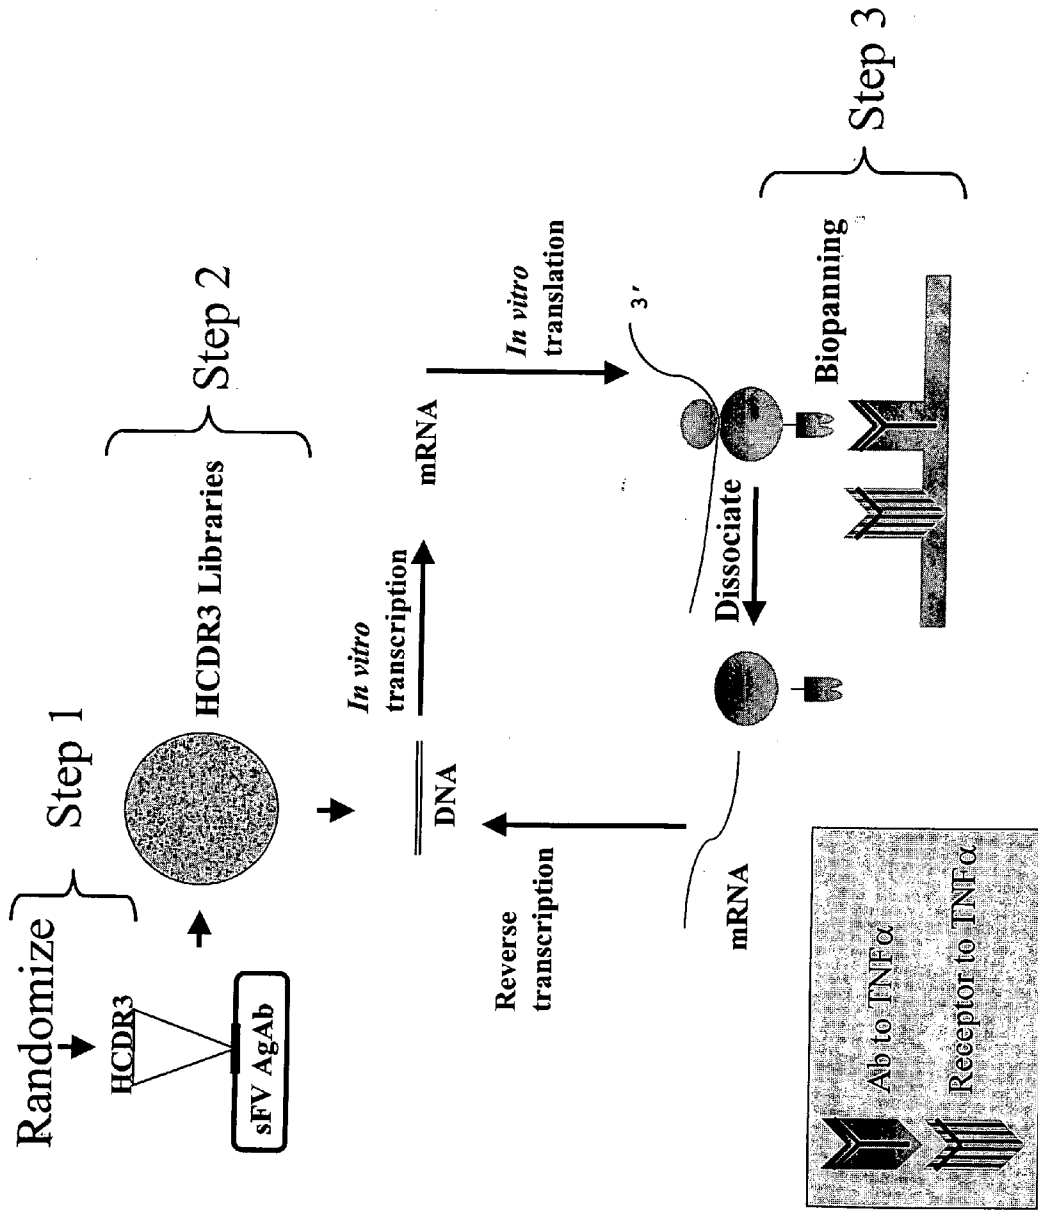 Randomize
Step 1
HCDR3
sFV AgAb
HCDR3 Libraries
Step 2
DNA
In vitro
transcription
mRNA
In vitro
translation
Reverse
transcription
mRNA
Dissociate
3′
Biopanning
Step 3
Ab to TNFα
Receptor to TNFα